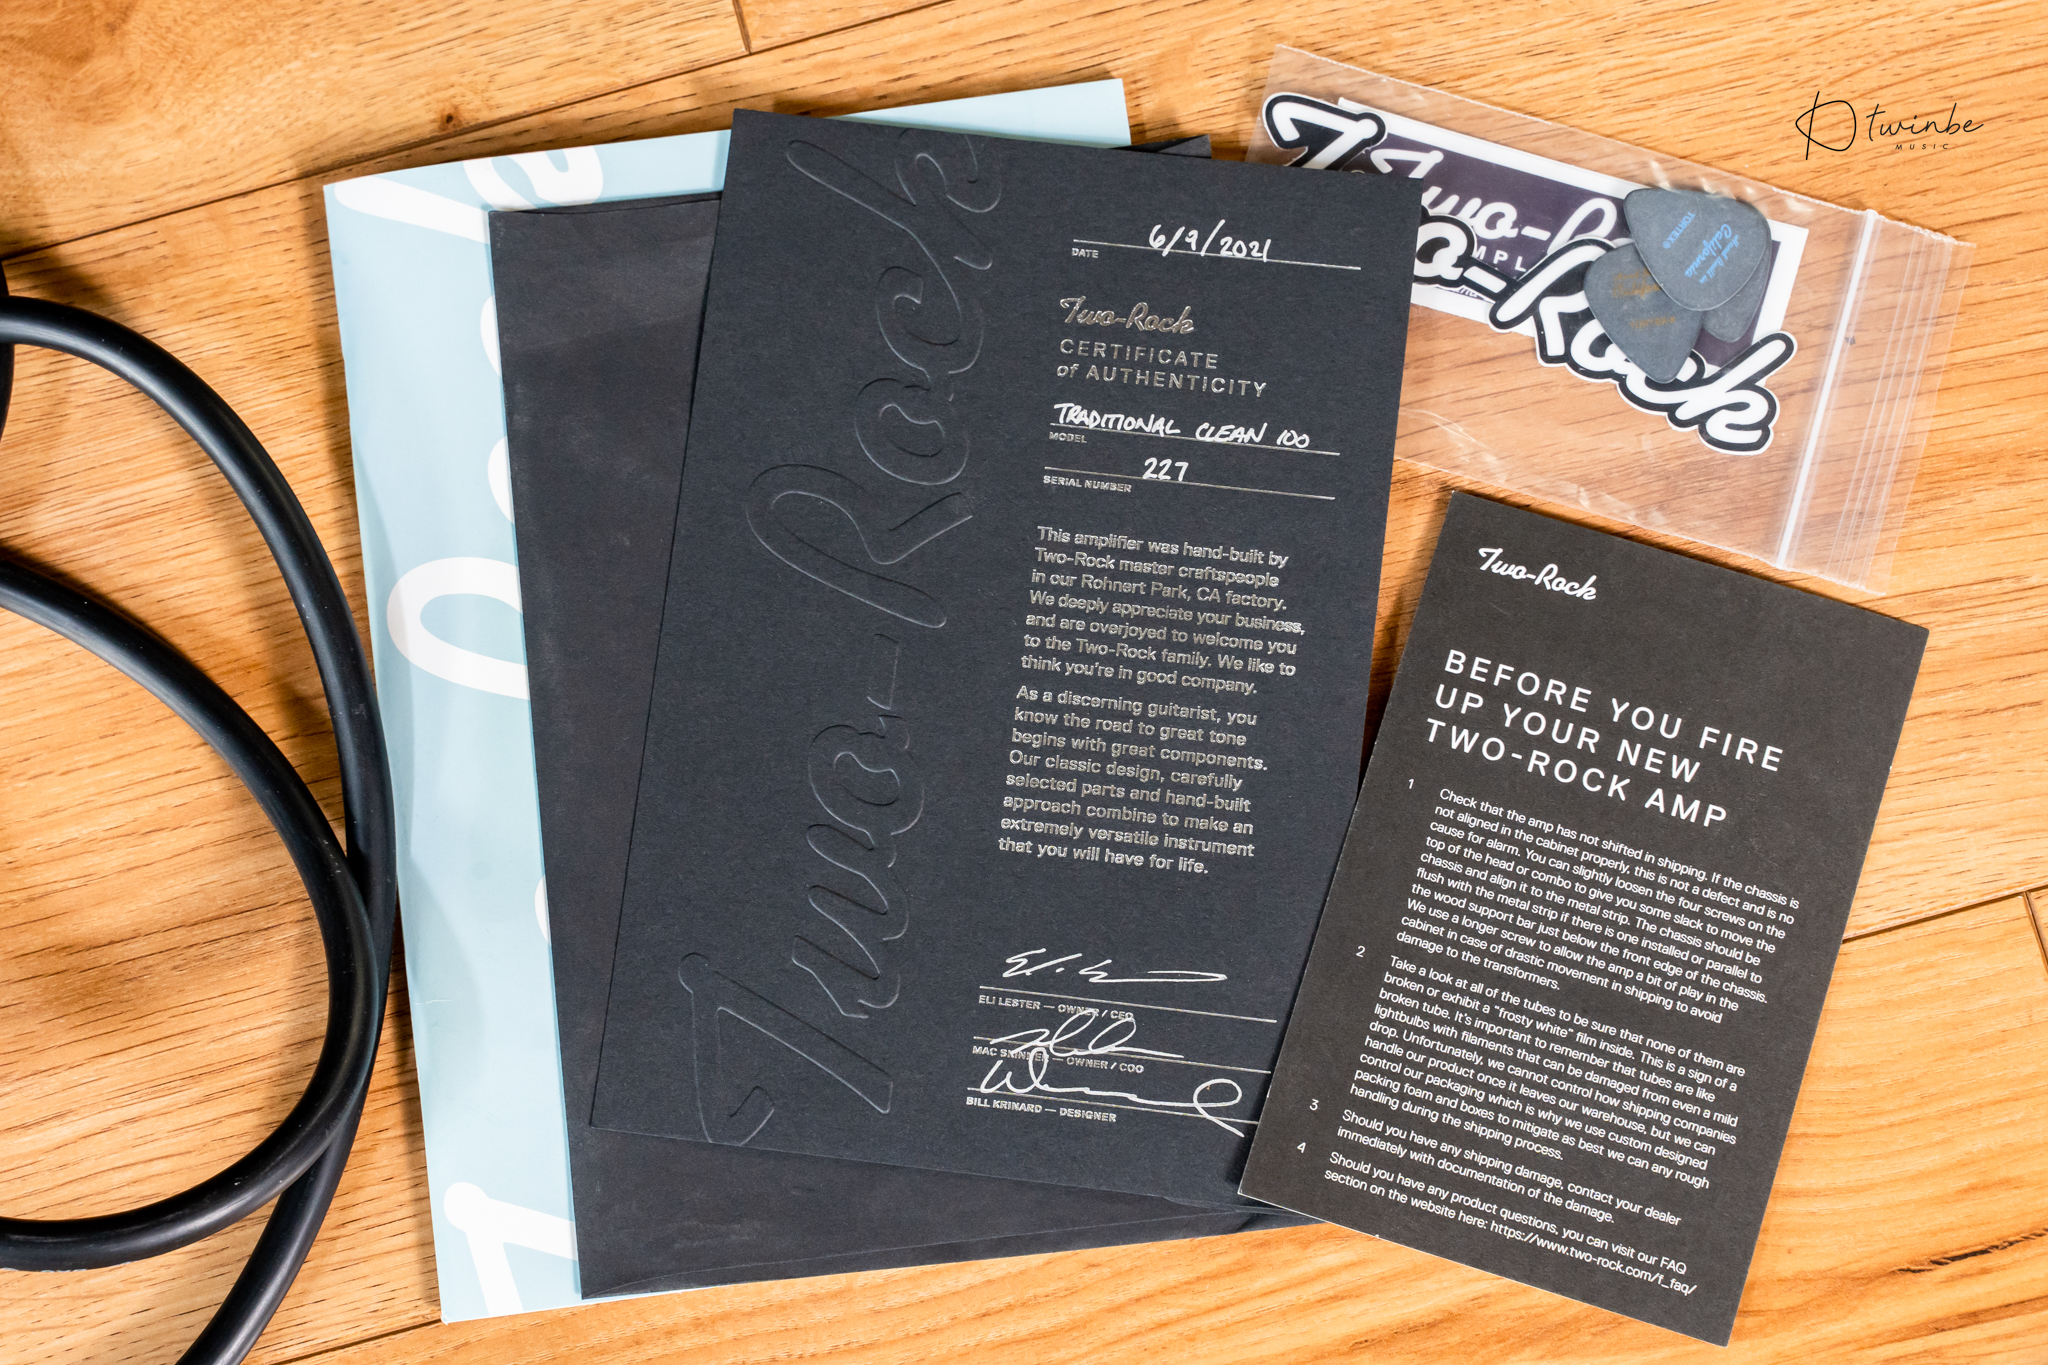 twinbe
MUSIC
Two-Rock
6/9/2021
DATE
Two-Rock
CERTIFICATE
of AUTHENTICITY
TRADITIONAL CLEAN 100
MODEL
227
SERIAL NUMBER
This amplifier was hand-built by
Two-Rock master craftspeople
in our Rohnert Park, CA factory.
We deeply appreciate your business,
and are overjoyed to welcome you
to the Two-Rock family. We like to
think you're in good company.
As a discerning guitarist, you
know the road to great tone
begins with great components.
Our classic design, carefully
selected parts and hand-built
approach combine to make an
extremely versatile instrument
that you will have for life.
ELI LESTER — OWNER / CEO
MAC SKINNER — OWNER / COO
BILL KRINARD — DESIGNER
Two-Rock
TORTEX®
California
Two-Rock
BEFORE YOU FIRE
UP YOUR NEW
TWO-ROCK AMP
1 Check that the amp has not shifted in shipping. If the chassis is
not aligned in the cabinet properly, this is not a defect and is no
cause for alarm. You can slightly loosen the four screws on the
top of the head or combo to give you some slack to move the
chassis and align it to the metal strip. The chassis should be
flush with the metal strip if there is one installed or parallel to
the wood support bar just below the front edge of the chassis.
We use a longer screw to allow the amp a bit of play in the
cabinet in case of drastic movement in shipping to avoid
damage to the transformers.
2 Take a look at all of the tubes to be sure that none of them are
broken or exhibit a "frosty white" film inside. This is a sign of a
broken tube. It's important to remember that tubes are like
lightbulbs with filaments that can be damaged from even a mild
drop. Unfortunately, we cannot control how shipping companies
handle our product once it leaves our warehouse, but we can
control our packaging which is why we use custom designed
packing foam and boxes to mitigate as best we can any rough
handling during the shipping process.
3 Should you have any shipping damage, contact your dealer
immediately with documentation of the damage.
4 Should you have any product questions, you can visit our FAQ
section on the website here: https://www.two-rock.com/f_faq/